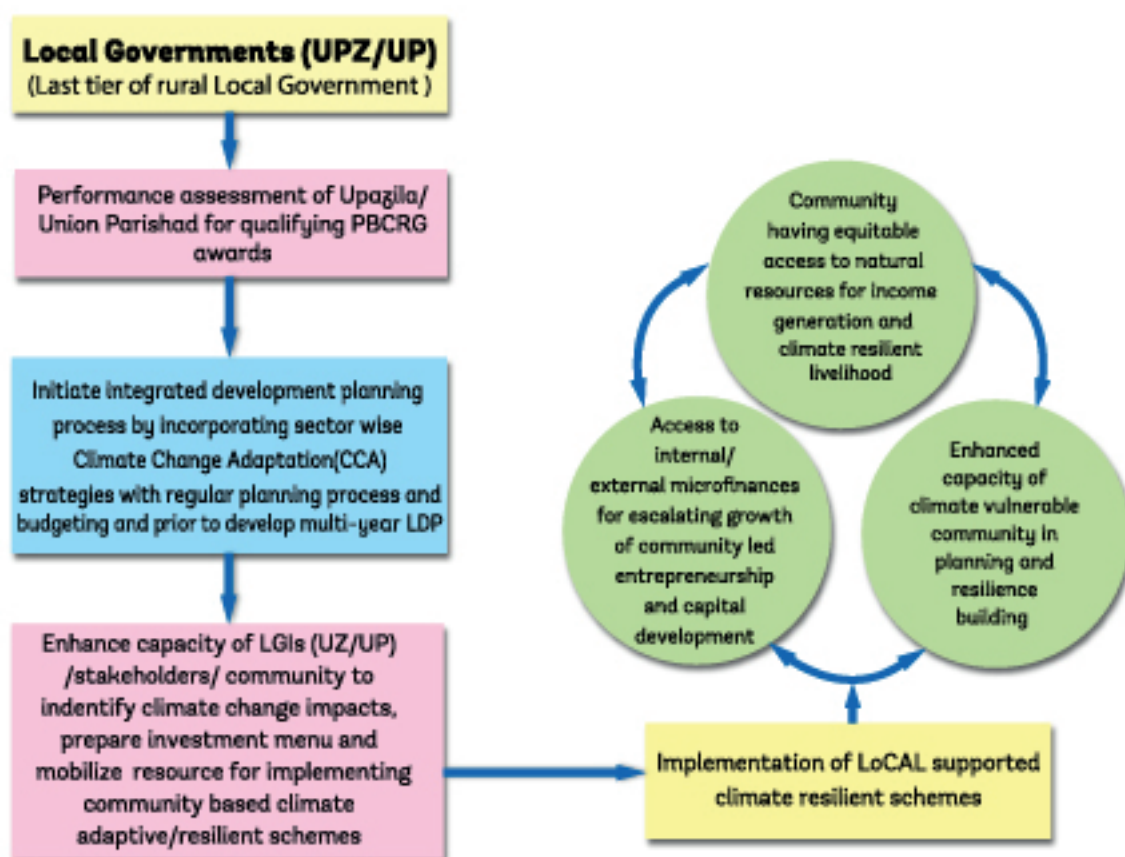 Local Governments (UPZ/UP)
(Last tier of rural Local Government )
Performance assessment of Upazila/
Union Parishad for qualifying PBCRG
awards
Initiate integrated development planning
process by incorporating sector wise
Climate Change Adaptation(CCA)
strategies with regular planning process and
budgeting and prior to develop multi-year LDP
Enhance capacity of LGIs (UZ/UP)
/stakeholders/ community to
indentify climate change impacts,
prepare investment menu and
mobilize resource for implementing
community based climate
adaptive/resilient schemes
Implementation of LoCAL supported
climate resilient schemes
Community
having equitable
access to natural
resources for income
generation and
climate resilient
livelihood
Access to
internal/
external microfinances
for escalating growth
of community led
entrepreneurship
and capital
development
Enhanced
capacity of
climate vulnerable
community in
planning and
resilience
building